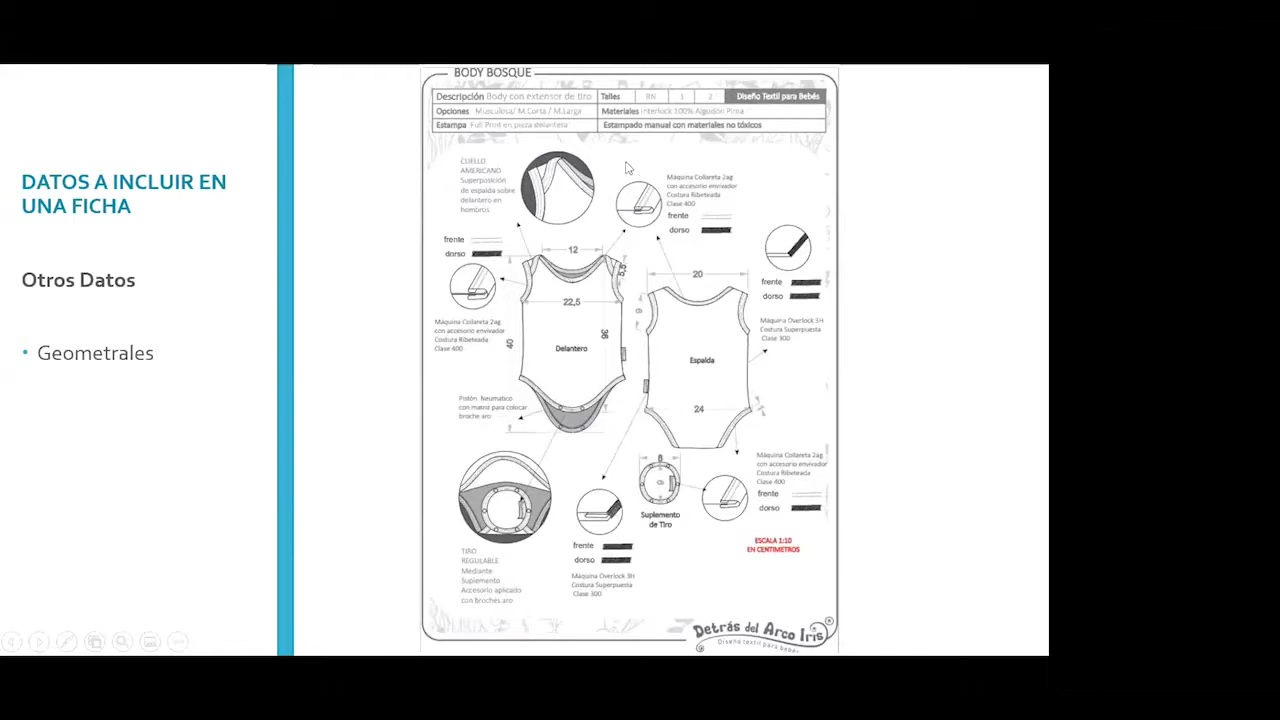 DATOS A INCLUIR EN
UNA FICHA
Otros Datos
• Geometrales
BODY BOSQUE
Descripción Body con extensor de tiro
Talles RN 1 2
Diseño Textil para Bebés
Opciones Musculosa/ M.Corta / M.Larga
Materiales Interlock 100% Algodón Pima
Estampa Full Print en pieza delantera
Estampado manual con materiales no tóxicos
CUELLO
AMERICANO
Superposición
de espalda sobre
delantero en
hombros
Máquina Collareta 2ag
con accesorio envivador
Costura Ribeteada
Clase 400
frente
dorso
frente
dorso
Máquina Collareta 2ag
con accesorio envivador
Costura Ribeteada
Clase 400
12
5,5
22,5
36
40
Delantero
20
9
Espalda
24
frente
dorso
Máquina Overlock 3H
Costura Superpuesta
Clase 300
Pistón Neumático
con matriz para colocar
broche aro
TIRO
REGULABLE
Mediante
Suplemento
Accesorio aplicado
con broches aro
frente
dorso
Máquina Overlock 3H
Costura Superpuesta
Clase 300
8
Suplemento
de Tiro
Máquina Collareta 2ag
con accesorio envivador
Costura Ribeteada
Clase 400
frente
dorso
ESCALA 1:10
EN CENTIMETROS
Detrás del Arco Iris
Diseño textil para bebés